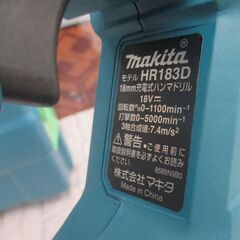 makita
モデル HR183D
18mm充電式ハンマドリル
18V⎓
回転数 n₀0-1100min⁻¹
打撃数0-5000min⁻¹
3軸合成値:7.4m/s²
⚠警告 ●ご使用前に
取扱説明書を必ずお読みください
株式会社マキタ
8588N9B0
Made in China